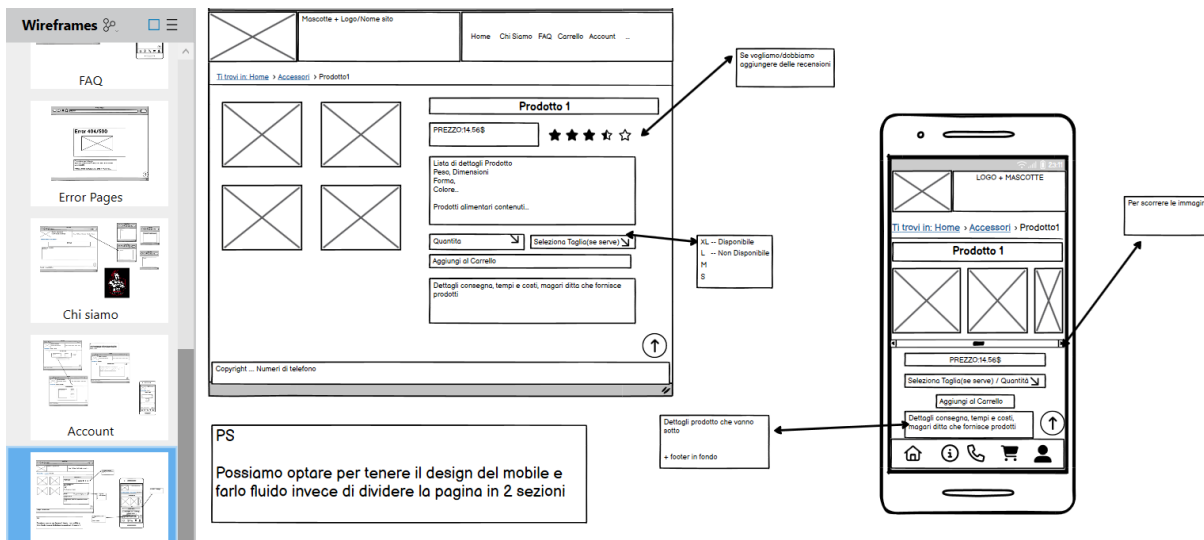 Wireframes
FAQ
Error 404/500
Error Pages
Chi siamo
Account
Mascotte + Logo/Nome sito
Home Chi Siamo FAQ Carrello Account ...
Ti trovi in: Home > Accessori > Prodotto1
Prodotto 1
PREZZO:14.56$
Lista di dettagli Prodotto
Peso, Dimensioni
Forma,
Colore...
Prodotti alimentari contenuti...
Quantita
Seleziona Taglia(se serve)
Aggiungi al Carrello
Dettagli consegna, tempi e costi, magari ditta che fornisce
prodotti
Copyright ... Numeri di telefono
Se vogliamo/dobbiamo
aggiungere delle recensioni
XL -- Disponibile
L -- Non Disponibile
M
S
PS
Possiamo optare per tenere il design del mobile e
farlo fluido invece di dividere la pagina in 2 sezioni
Dettagli prodotto che vanno
sotto
+ footer in fondo
LOGO + MASCOTTE
Ti trovi in: Home > Accessori > Prodotto1
Prodotto 1
PREZZO:14.56$
Seleziona Taglia(se serve) / Quantità
Aggiungi al Carrello
Dettagli consegna, tempi e costi,
magari ditta che fornisce prodotti
Per scorrere le immagin